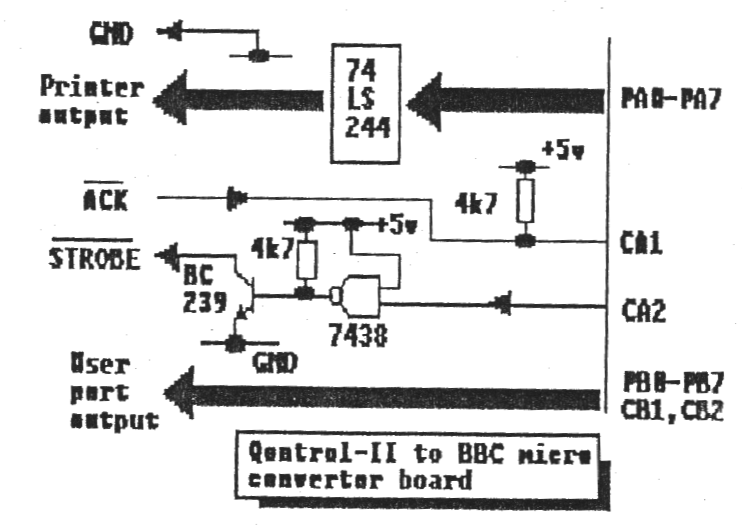 GND
Printer
output
74
LS
244
PA0-PA7
+5v
ACK
4k7
CA1
STROBE
+5v
4k7
BC
239
7438
CA2
GND
User
port
output
PB0-PB7
CB1,CB2
Qontrol-II to BBC micro
convertor board